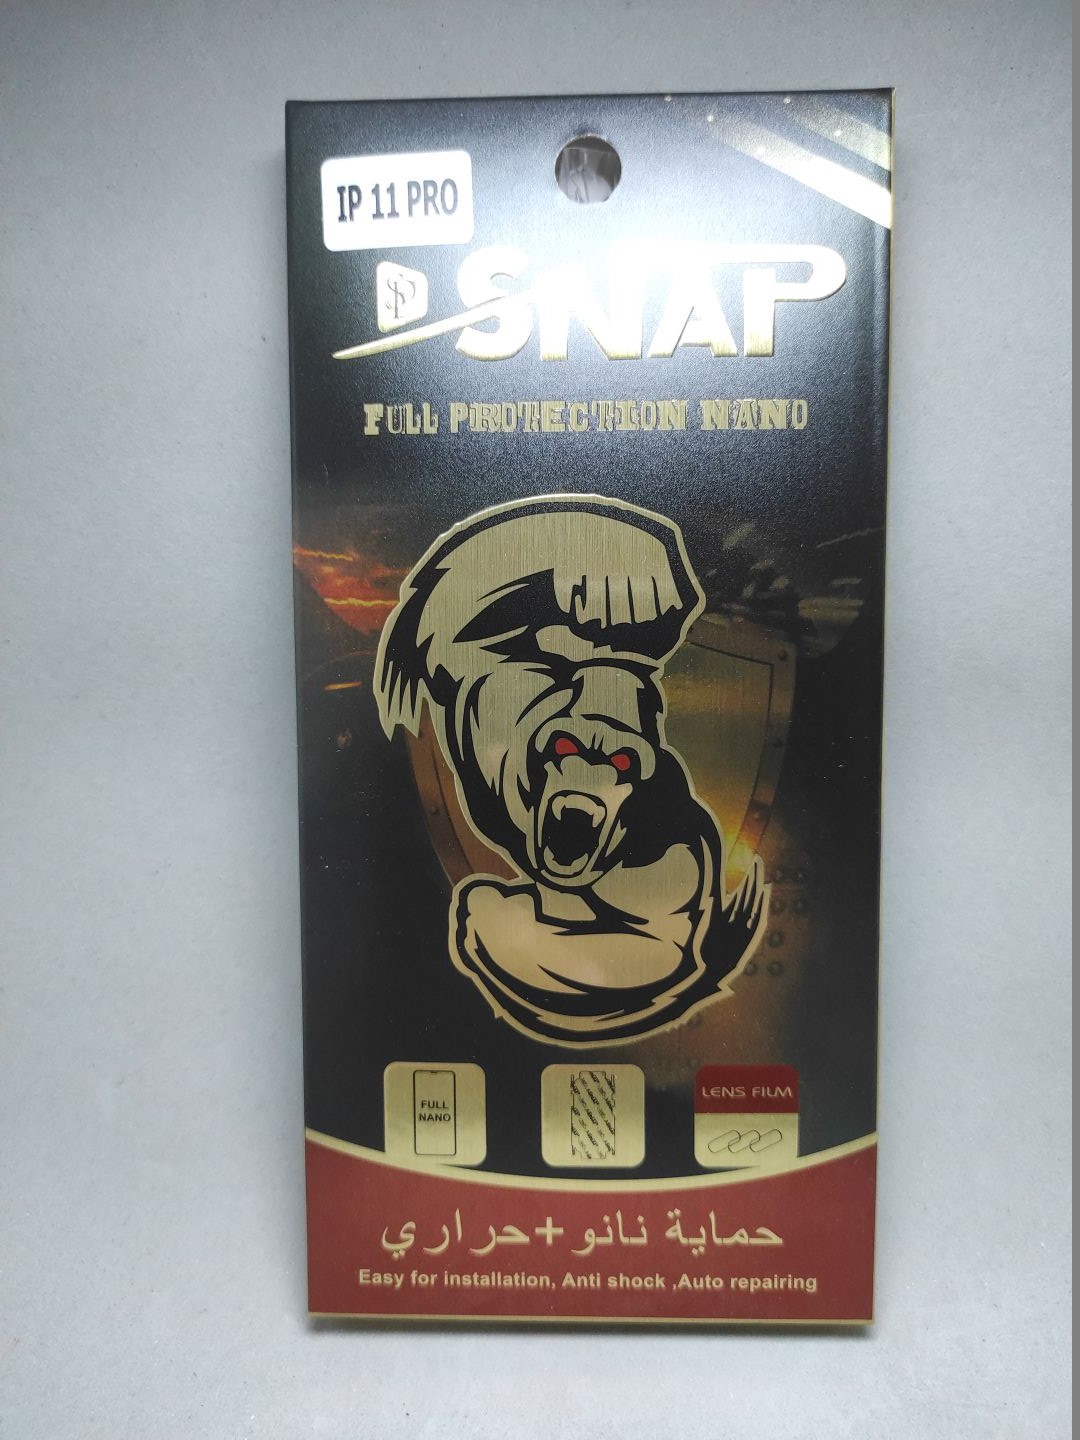 IP 11 PRO
SP
SNAP
FULL PROTECTION NANO
FULL
NANO
LENS FILM
حماية نانو+حراري
Easy for installation, Anti shock ,Auto repairing